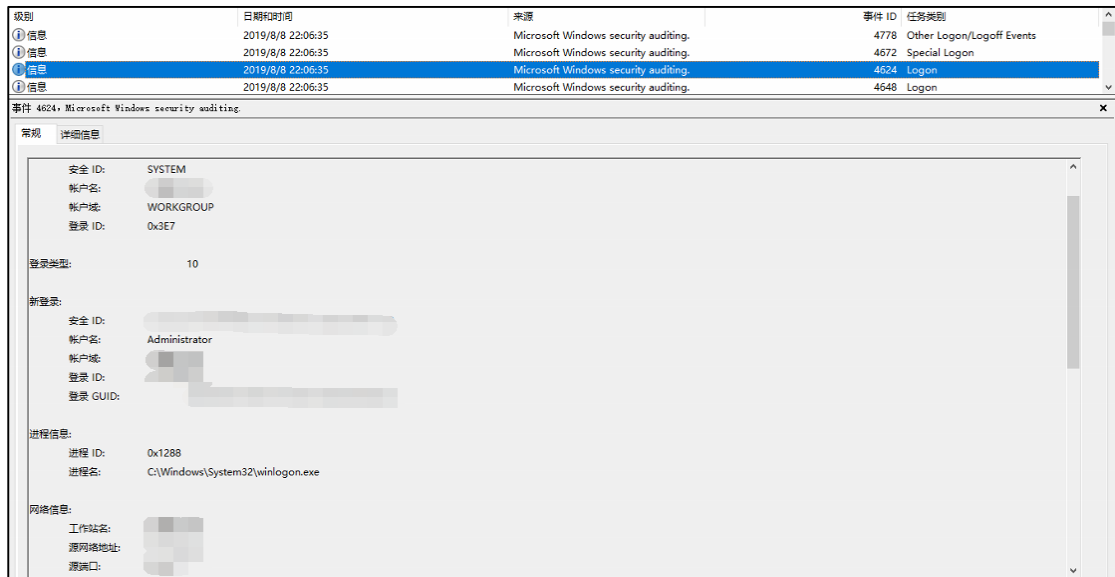 级别 日期和时间 来源 事件 ID 任务类别
信息 2019/8/8 22:06:35 Microsoft Windows security auditing. 4778 Other Logon/Logoff Events
信息 2019/8/8 22:06:35 Microsoft Windows security auditing. 4672 Special Logon
信息 2019/8/8 22:06:35 Microsoft Windows security auditing. 4624 Logon
信息 2019/8/8 22:06:35 Microsoft Windows security auditing. 4648 Logon
事件 4624，Microsoft Windows security auditing.
常规 详细信息
安全 ID: SYSTEM
帐户名:
帐户域: WORKGROUP
登录 ID: 0x3E7
登录类型: 10
新登录:
安全 ID:
帐户名: Administrator
帐户域:
登录 ID:
登录 GUID:
进程信息:
进程 ID: 0x1288
进程名: C:\Windows\System32\winlogon.exe
网络信息:
工作站名:
源网络地址:
源端口: